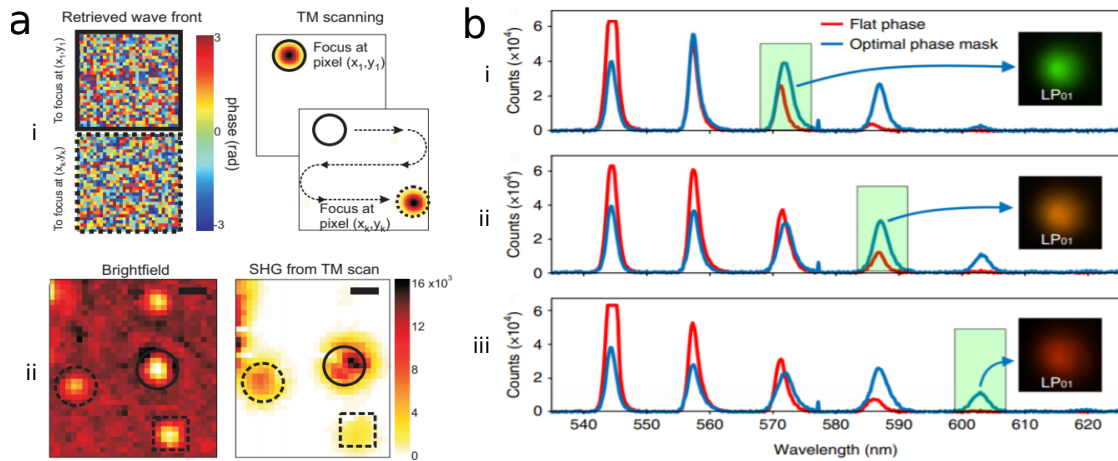 a
Retrieved wave front
TM scanning
i
To focus at (x₁,y₁)
To focus at (xₖ,yₖ)
3
2
1
0
-1
-2
-3
phase (rad)
Focus at
pixel (x₁,y₁)
Focus at
pixel (xₖ,yₖ)
ii
Brightfield
SHG from TM scan
16 x10³
12
8
4
0
b
Flat phase
Optimal phase mask
i
Counts (×10⁴)
6
4
2
0
LP₀₁
ii
Counts (×10⁴)
6
4
2
0
LP₀₁
iii
Counts (×10⁴)
6
4
2
0
LP₀₁
540 550 560 570 580 590 600 610 620
Wavelength (nm)